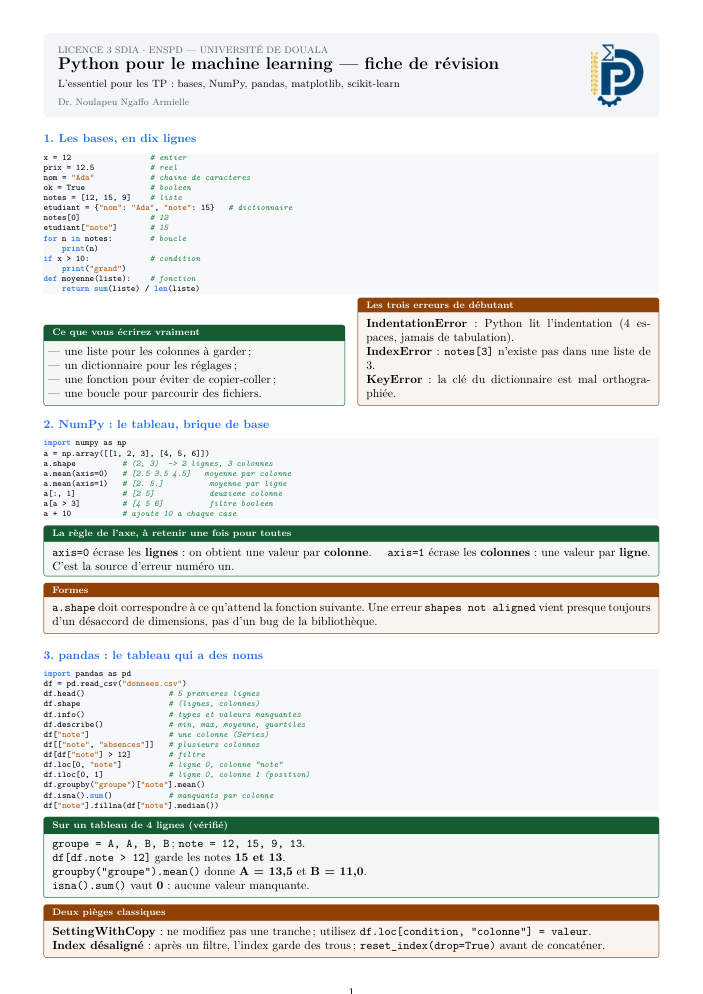 LICENCE 3 SDIA · ENSPD — UNIVERSITÉ DE DOUALA
Python pour le machine learning — fiche de révision
L'essentiel pour les TP : bases, NumPy, pandas, matplotlib, scikit-learn
Dr. Noulapeu Ngaffo Armielle
1. Les bases, en dix lignes
x = 12 # entier
prix = 12.5 # reel
nom = "Ada" # chaine de caracteres
ok = True # booleen
notes = [12, 15, 9] # liste
etudiant = {"nom": "Ada", "note": 15} # dictionnaire
notes[0] # 12
etudiant["note"] # 15
for n in notes: # boucle
    print(n)
if x > 10: # condition
    print("grand")
def moyenne(liste): # fonction
    return sum(liste) / len(liste)
Ce que vous écrirez vraiment
— une liste pour les colonnes à garder ;
— un dictionnaire pour les réglages ;
— une fonction pour éviter de copier-coller ;
— une boucle pour parcourir des fichiers.
Les trois erreurs de débutant
IndentationError : Python lit l'indentation (4 es-
paces, jamais de tabulation).
IndexError : notes[3] n'existe pas dans une liste de
3.
KeyError : la clé du dictionnaire est mal orthogra-
phiée.
2. NumPy : le tableau, brique de base
import numpy as np
a = np.array([[1, 2, 3], [4, 5, 6]])
a.shape # (2, 3) -> 2 lignes, 3 colonnes
a.mean(axis=0) # [2.5 3.5 4.5] moyenne par colonne
a.mean(axis=1) # [2. 5.] moyenne par ligne
a[:, 1] # [2 5] deuxieme colonne
a[a > 3] # [4 5 6] filtre booleen
a + 10 # ajoute 10 a chaque case
La règle de l'axe, à retenir une fois pour toutes
axis=0 écrase les lignes : on obtient une valeur par colonne. axis=1 écrase les colonnes : une valeur par ligne.
C'est la source d'erreur numéro un.
Formes
a.shape doit correspondre à ce qu'attend la fonction suivante. Une erreur shapes not aligned vient presque toujours
d'un désaccord de dimensions, pas d'un bug de la bibliothèque.
3. pandas : le tableau qui a des noms
import pandas as pd
df = pd.read_csv("donnees.csv")
df.head() # 5 premieres lignes
df.shape # (lignes, colonnes)
df.info() # types et valeurs manquantes
df.describe() # min, max, moyenne, quartiles
df["note"] # une colonne (Series)
df[["note", "absences"]] # plusieurs colonnes
df[df["note"] > 12] # filtre
df.loc[0, "note"] # ligne 0, colonne "note"
df.iloc[0, 1] # ligne 0, colonne 1 (position)
df.groupby("groupe")["note"].mean()
df.isna().sum() # manquants par colonne
df["note"].fillna(df["note"].median())
Sur un tableau de 4 lignes (vérifié)
groupe = A, A, B, B ; note = 12, 15, 9, 13.
df[df.note > 12] garde les notes 15 et 13.
groupby("groupe").mean() donne A = 13,5 et B = 11,0.
isna().sum() vaut 0 : aucune valeur manquante.
Deux pièges classiques
SettingWithCopy : ne modifiez pas une tranche ; utilisez df.loc[condition, "colonne"] = valeur.
Index désaligné : après un filtre, l'index garde des trous ; reset_index(drop=True) avant de concaténer.
1